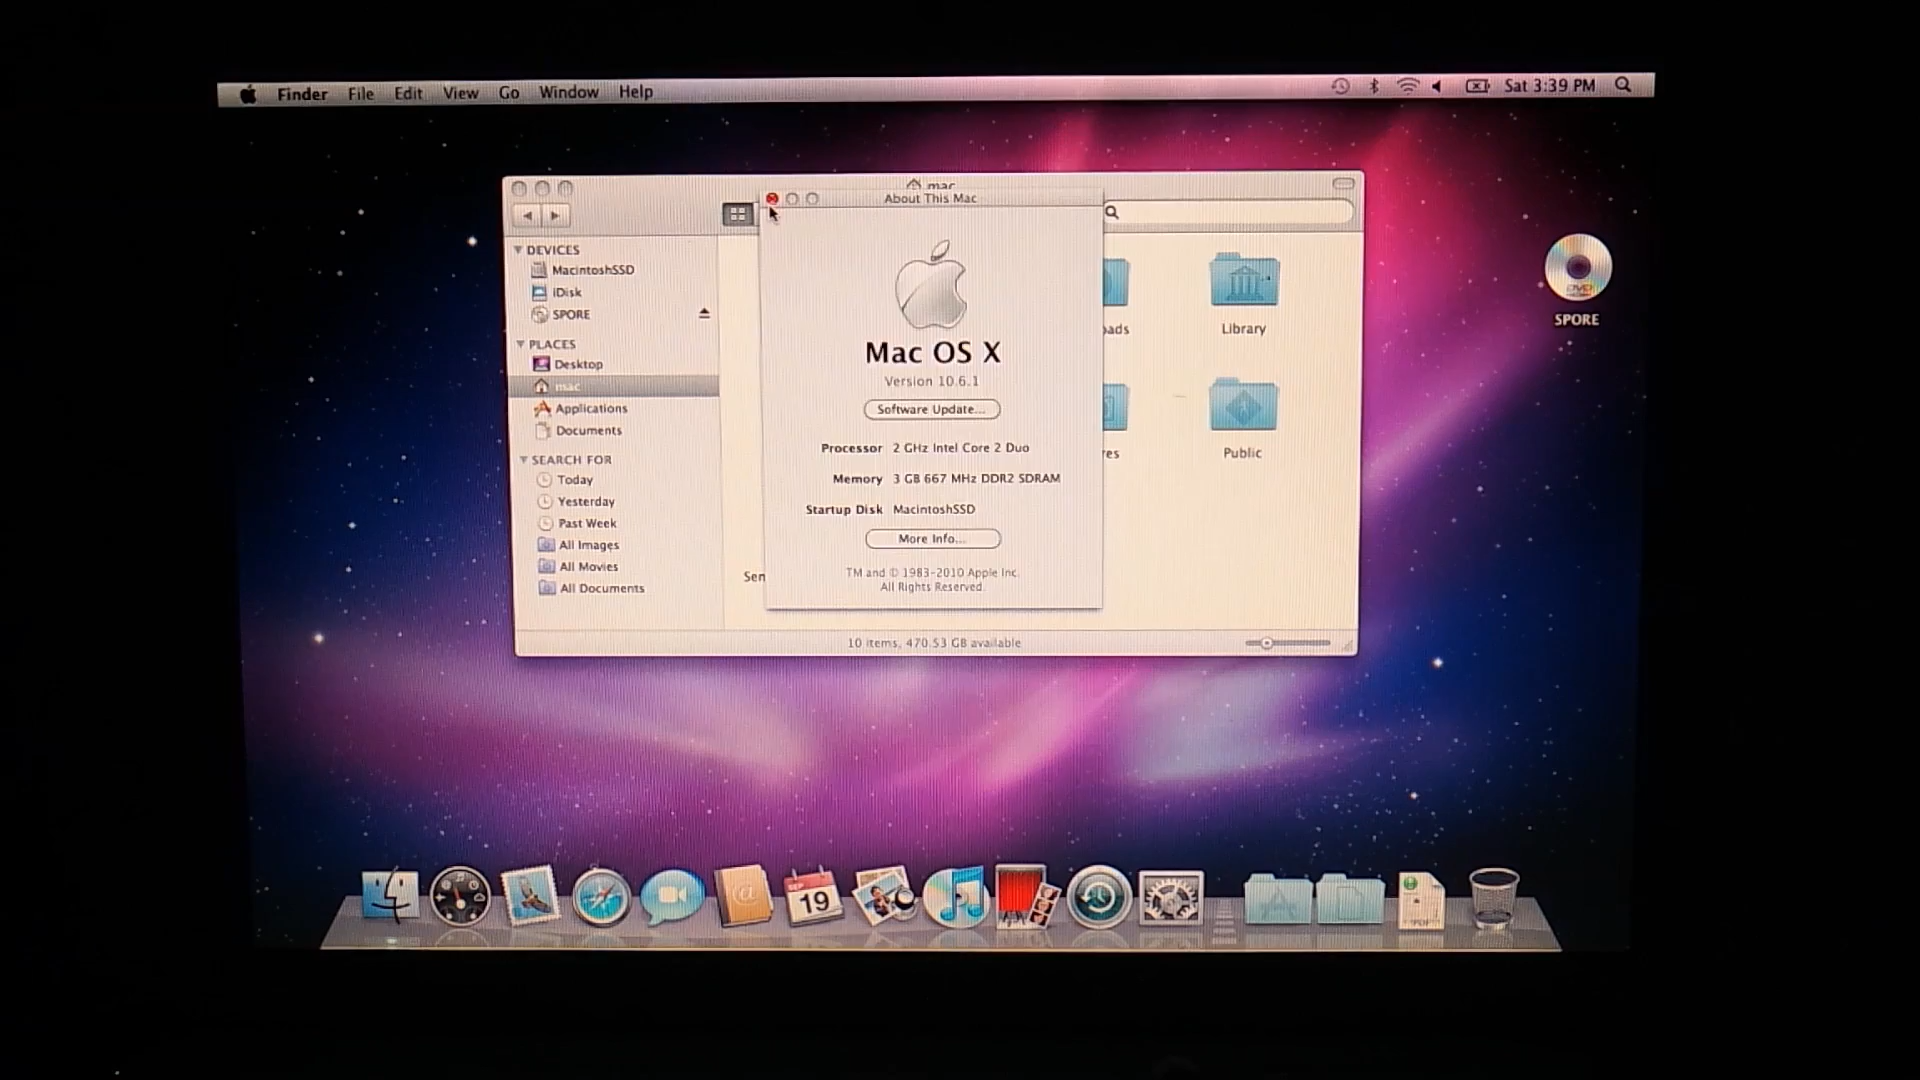 Finder File Edit View Go Window Help
Sat 3:39 PM
mac
About This Mac
DEVICES
MacintoshSSD
iDisk
SPORE
PLACES
Desktop
mac
Applications
Documents
SEARCH FOR
Today
Yesterday
Past Week
All Images
All Movies
All Documents
Mac OS X
Version 10.6.1
Software Update...
Processor 2 GHz Intel Core 2 Duo
Memory 3 GB 667 MHz DDR2 SDRAM
Startup Disk MacintoshSSD
More Info...
TM and © 1983-2010 Apple Inc.
All Rights Reserved.
oads
Library
res
Public
Sen
10 items, 470.53 GB available
DVD
SPORE
SEP
19
PDF